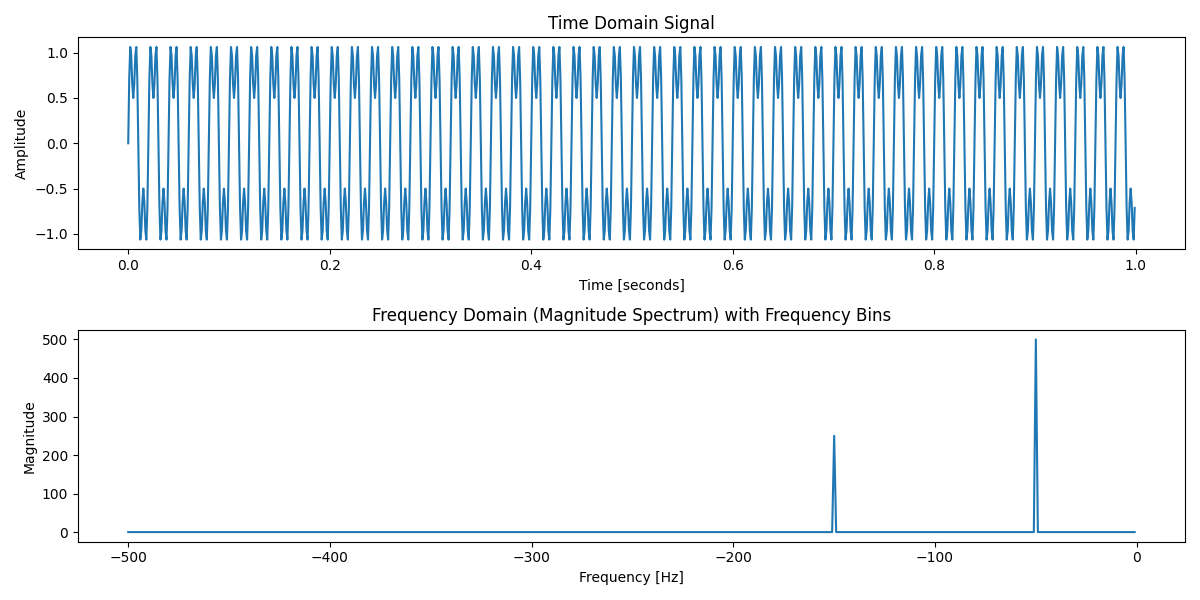 Time Domain Signal
Amplitude
1.0
0.5
0.0
−0.5
−1.0
0.0 0.2 0.4 0.6 0.8 1.0
Time [seconds]
Frequency Domain (Magnitude Spectrum) with Frequency Bins
Magnitude
500
400
300
200
100
0
−500 −400 −300 −200 −100 0
Frequency [Hz]